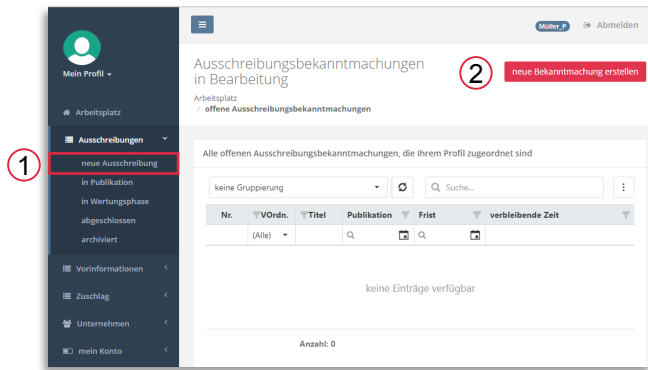 Müller_P
Abmelden
Mein Profil
Arbeitsplatz
Ausschreibungen
1
neue Ausschreibung
in Publikation
in Wertungsphase
abgeschlossen
archiviert
Vorinformationen
Zuschlag
Unternehmen
mein Konto
Ausschreibungsbekanntmachungen
in Bearbeitung
2
neue Bekanntmachung erstellen
Arbeitsplatz
/ offene Ausschreibungsbekanntmachungen
Alle offenen Ausschreibungsbekanntmachungen, die Ihrem Profil zugeordnet sind
keine Gruppierung Suche...
Nr. VOrdn. Titel Publikation Frist verbleibende Zeit
(Alle)
keine Einträge verfügbar
Anzahl: 0